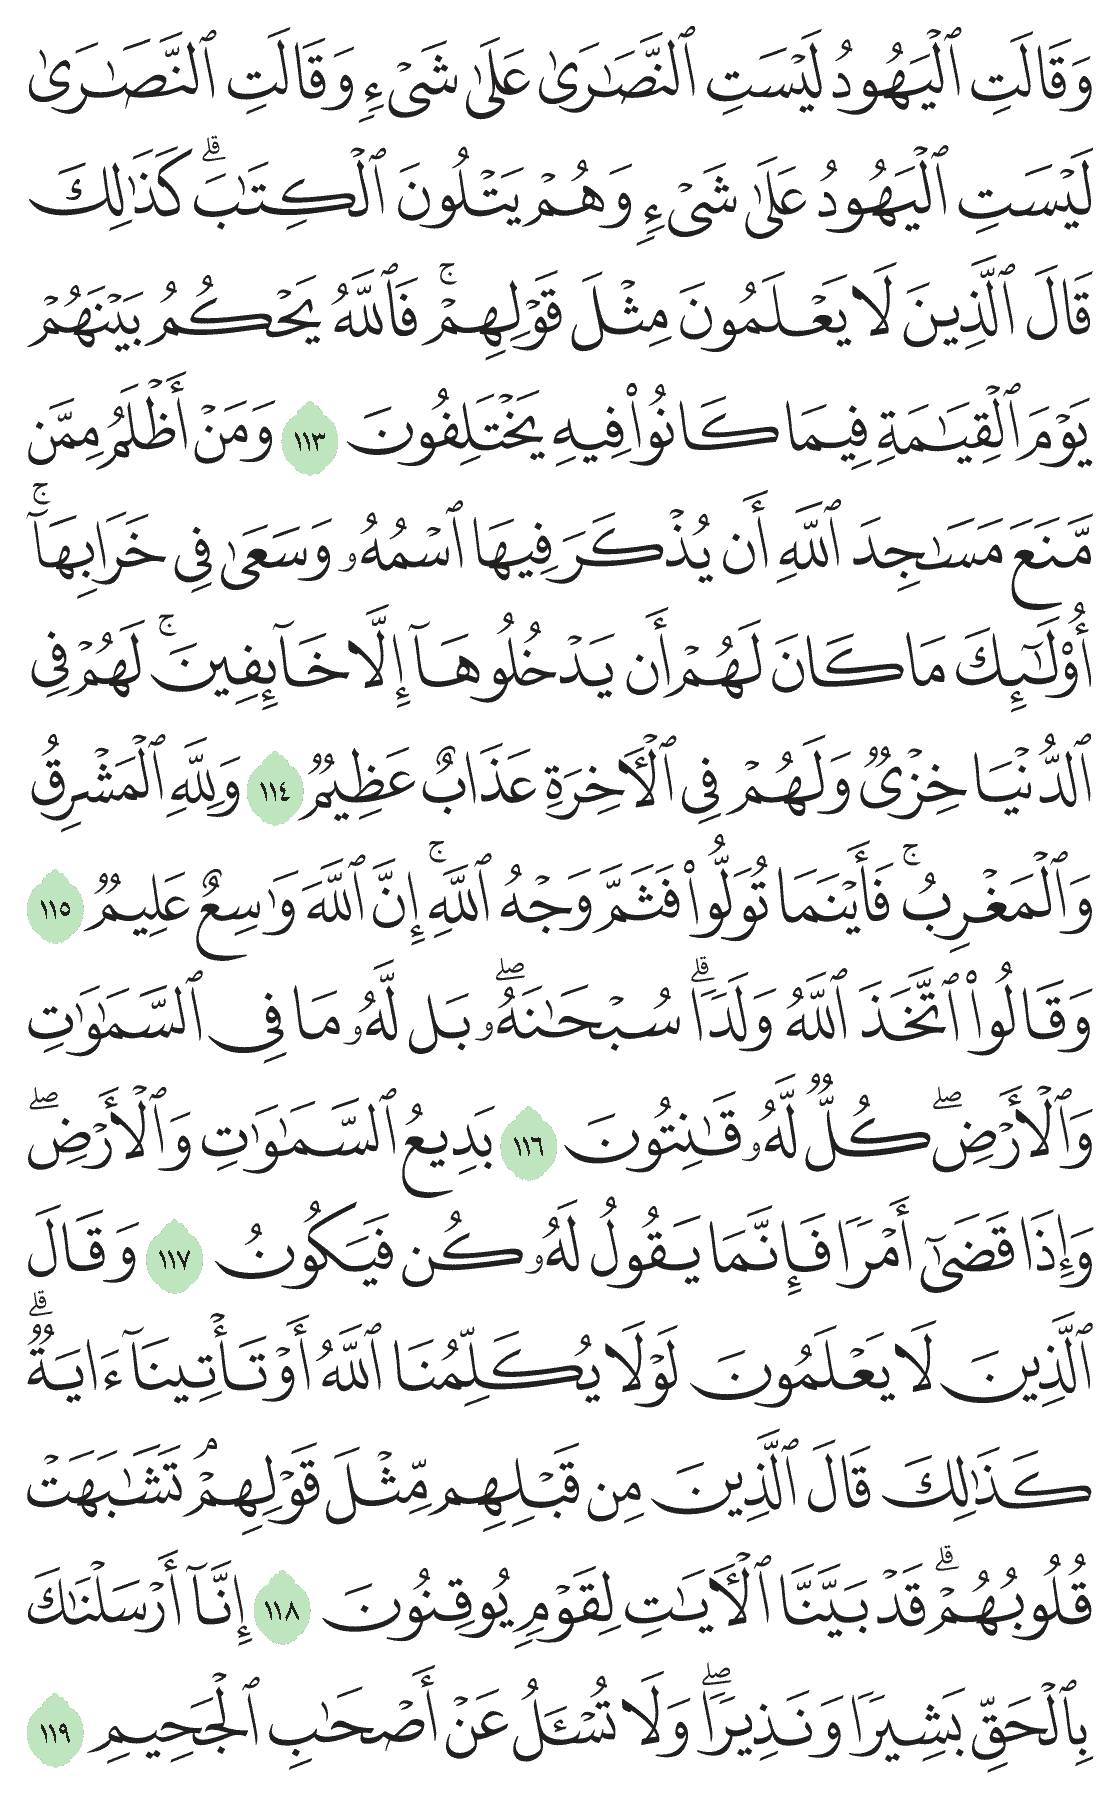 وَقَالَتِ ٱلۡيَهُودُ لَيۡسَتِ ٱلنَّصَٰرَىٰ عَلَىٰ شَيۡءٖ وَقَالَتِ ٱلنَّصَٰرَىٰ
لَيۡسَتِ ٱلۡيَهُودُ عَلَىٰ شَيۡءٖ وَهُمۡ يَتۡلُونَ ٱلۡكِتَٰبَۗ كَذَٰلِكَ
قَالَ ٱلَّذِينَ لَا يَعۡلَمُونَ مِثۡلَ قَوۡلِهِمۡۚ فَٱللَّهُ يَحۡكُمُ بَيۡنَهُمۡ
يَوۡمَ ٱلۡقِيَٰمَةِ فِيمَا كَانُواْ فِيهِ يَخۡتَلِفُونَ ١١٣ وَمَنۡ أَظۡلَمُ مِمَّن
مَّنَعَ مَسَٰجِدَ ٱللَّهِ أَن يُذۡكَرَ فِيهَا ٱسۡمُهُۥ وَسَعَىٰ فِي خَرَابِهَآۚ
أُوْلَٰٓئِكَ مَا كَانَ لَهُمۡ أَن يَدۡخُلُوهَآ إِلَّا خَآئِفِينَۚ لَهُمۡ فِي
ٱلدُّنۡيَا خِزۡيٞ وَلَهُمۡ فِي ٱلۡأٓخِرَةِ عَذَابٌ عَظِيمٞ ١١٤ وَلِلَّهِ ٱلۡمَشۡرِقُ
وَٱلۡمَغۡرِبُۚ فَأَيۡنَمَا تُوَلُّواْ فَثَمَّ وَجۡهُ ٱللَّهِۚ إِنَّ ٱللَّهَ وَٰسِعٌ عَلِيمٞ ١١٥
وَقَالُواْ ٱتَّخَذَ ٱللَّهُ وَلَدٗاۗ سُبۡحَٰنَهُۥۖ بَل لَّهُۥ مَا فِي ٱلسَّمَٰوَٰتِ
وَٱلۡأَرۡضِۖ كُلّٞ لَّهُۥ قَٰنِتُونَ ١١٦ بَدِيعُ ٱلسَّمَٰوَٰتِ وَٱلۡأَرۡضِۖ
وَإِذَا قَضَىٰٓ أَمۡرٗا فَإِنَّمَا يَقُولُ لَهُۥ كُن فَيَكُونُ ١١٧ وَقَالَ
ٱلَّذِينَ لَا يَعۡلَمُونَ لَوۡلَا يُكَلِّمُنَا ٱللَّهُ أَوۡ تَأۡتِينَآ ءَايَةٞۗ
كَذَٰلِكَ قَالَ ٱلَّذِينَ مِن قَبۡلِهِم مِّثۡلَ قَوۡلِهِمۡۘ تَشَٰبَهَتۡ
قُلُوبُهُمۡۗ قَدۡ بَيَّنَّا ٱلۡأٓيَٰتِ لِقَوۡمٖ يُوقِنُونَ ١١٨ إِنَّآ أَرۡسَلۡنَٰكَ
بِٱلۡحَقِّ بَشِيرٗا وَنَذِيرٗاۖ وَلَا تُسۡـَٔلُ عَنۡ أَصۡحَٰبِ ٱلۡجَحِيمِ ١١٩